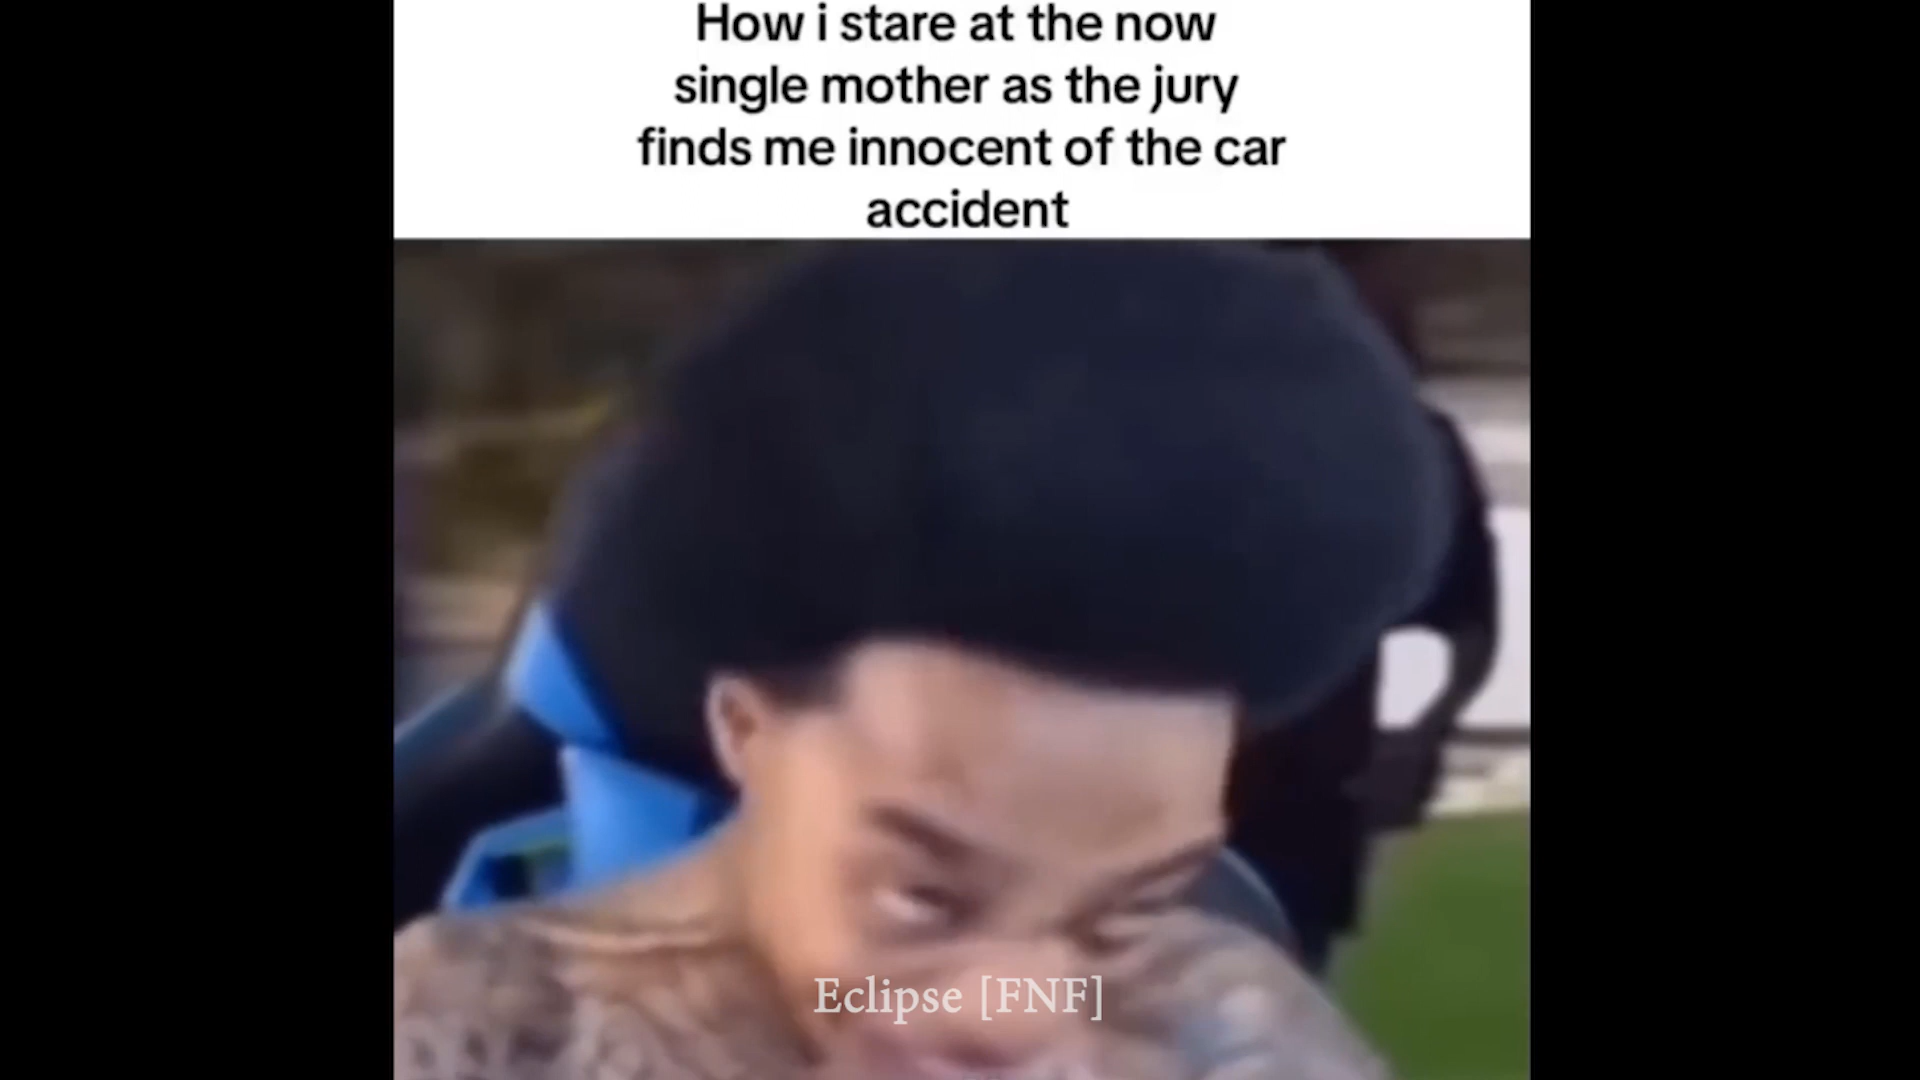 How i stare at the now
single mother as the jury
finds me innocent of the car
accident
Eclipse [FNF]